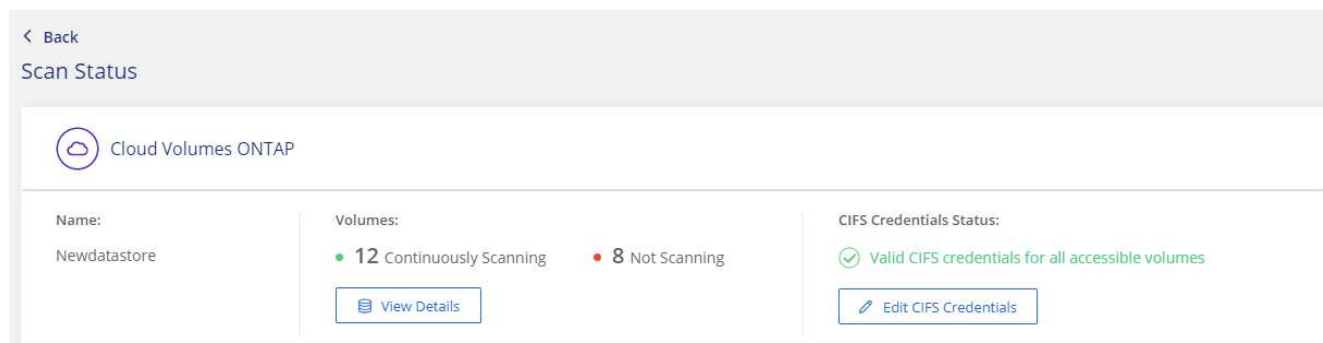 Back
Scan Status
Cloud Volumes ONTAP
Name:
Newdatastore
Volumes:
12 Continuously Scanning
8 Not Scanning
View Details
CIFS Credentials Status:
Valid CIFS credentials for all accessible volumes
Edit CIFS Credentials